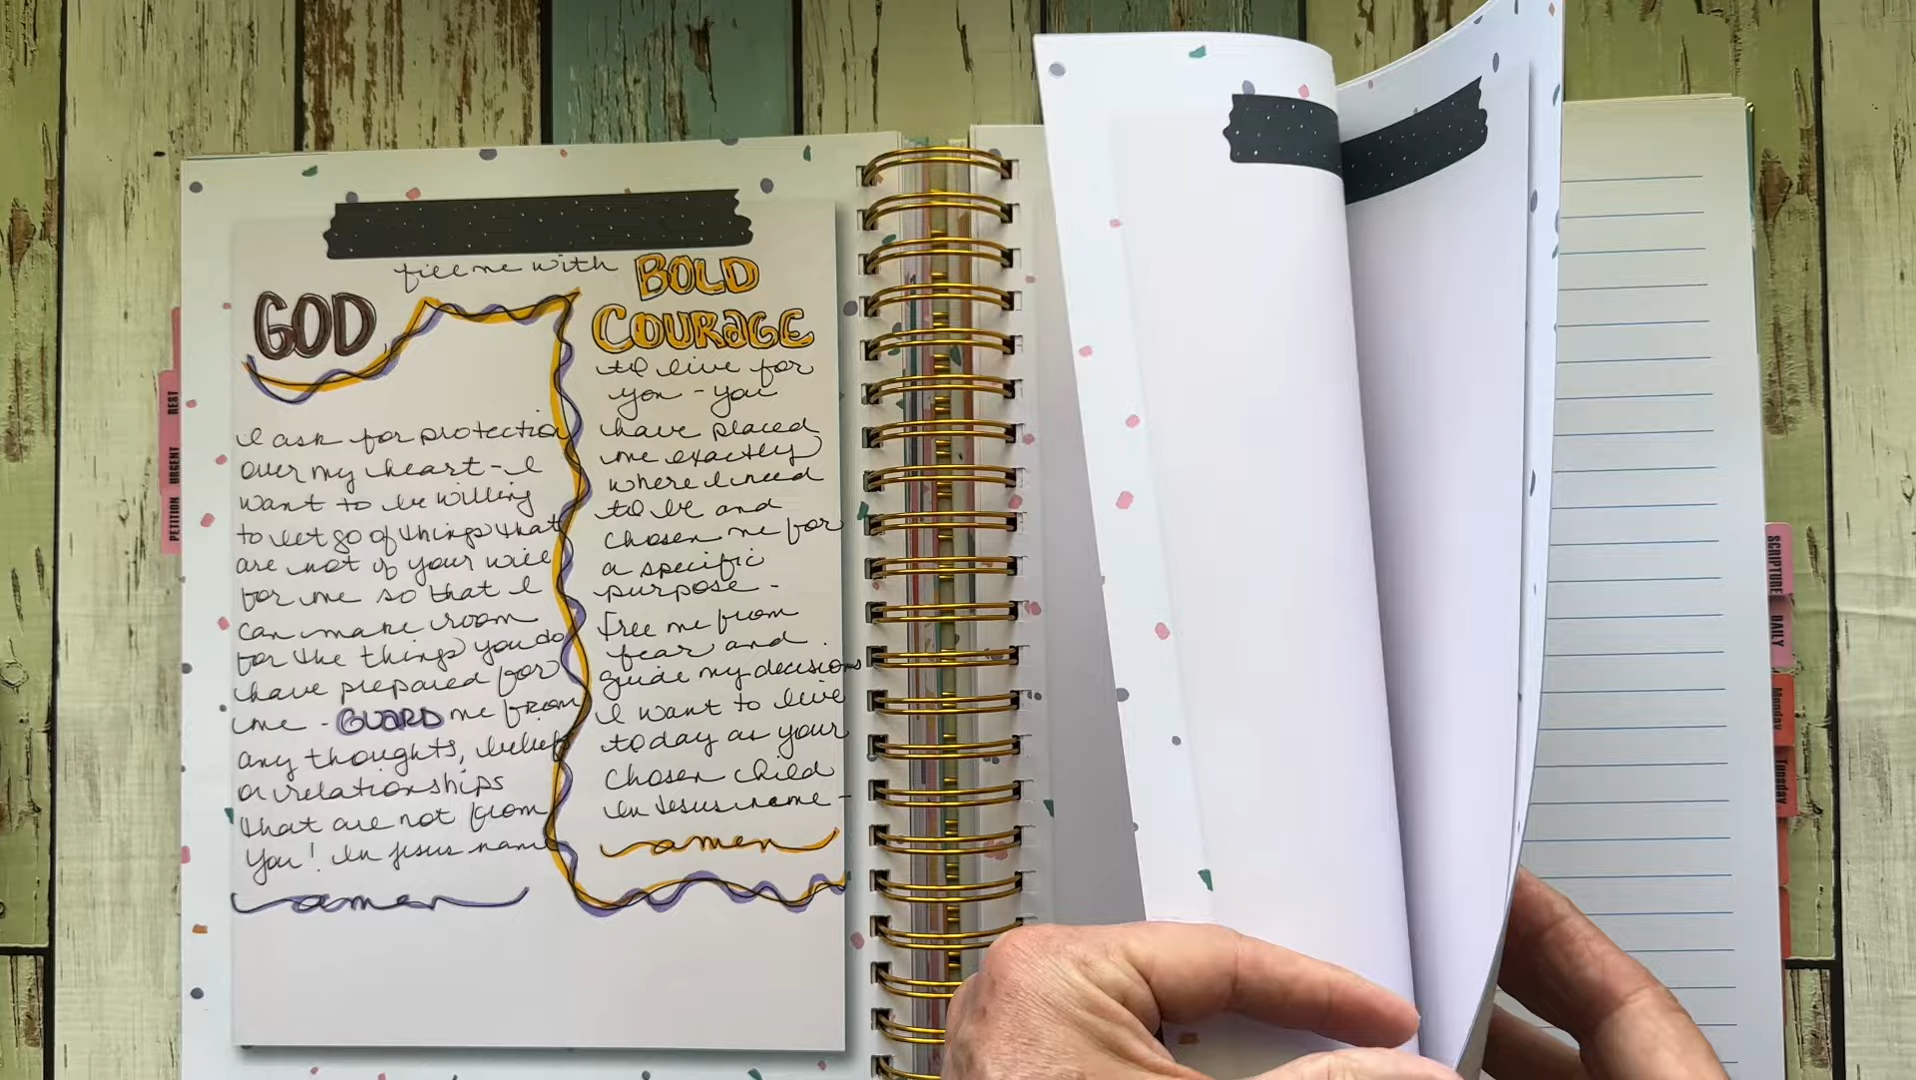 GOD
I ask for protection
over my heart - I
want to be willing
to let go of things that
are not of your will
for me so that I
can make room
for the things you do
have prepared for
me - GUARD me from
any thoughts, belief
or relationships
that are not from
You! In Jesus name
amen
fill me with BOLD
COURAGE
to live for
you - you
have placed
me exactly
where I need
to be and
chosen me for
a specific
purpose -
free me from
fear and
guide my decisions
I want to live
today as your
chosen child
In Jesus name -
amen
REST
URGENT
PETITION
SCRIPTURE
DAILY
Monday
Tuesday